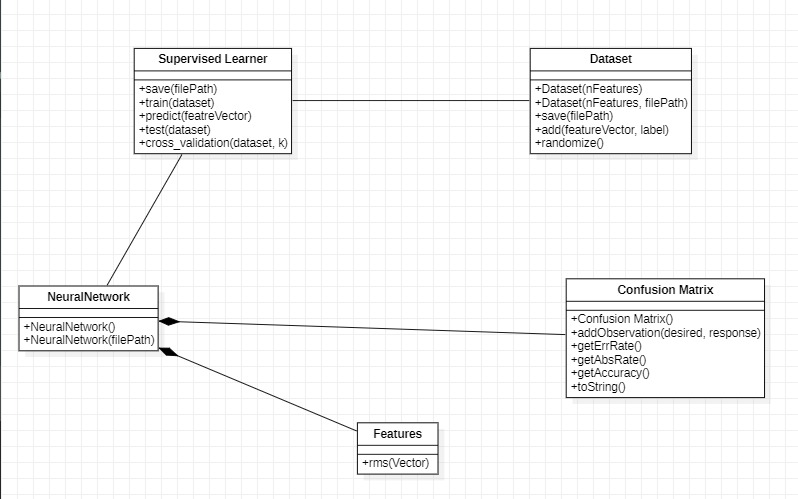 Supervised Learner
+save(filePath)
+train(dataset)
+predict(featreVector)
+test(dataset)
+cross_validation(dataset, k)
Dataset
+Dataset(nFeatures)
+Dataset(nFeatures, filePath)
+save(filePath)
+add(featureVector, label)
+randomize()
NeuralNetwork
+NeuralNetwork()
+NeuralNetwork(filePath)
Confusion Matrix
+Confusion Matrix()
+addObservation(desired, response)
+getErrRate()
+getAbsRate()
+getAccuracy()
+toString()
Features
+rms(Vector)